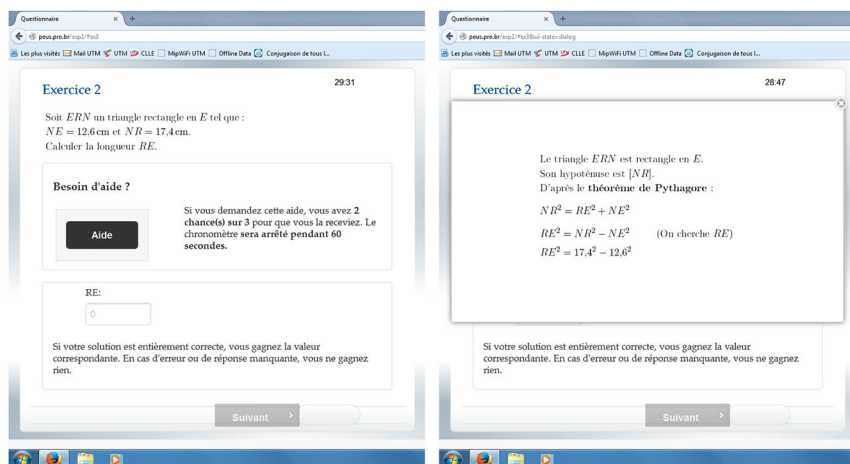 Questionnaire × +
peus.pro.br/exp2/#ex3
Les plus visités Mail UTM UTM CLLE MipWiFi UTM Offline Data Conjugaison de tous l...
Exercice 2
29:31
Soit ERN un triangle rectangle en E tel que :
NE = 12,6 cm et NR = 17,4 cm.
Calculer la longueur RE.
Besoin d'aide ?
Aide
Si vous demandez cette aide, vous avez 2
chance(s) sur 3 pour que vous la receviez. Le
chronomètre sera arrêté pendant 60
secondes.
RE:
0
Si votre solution est entièrement correcte, vous gagnez la valeur
correspondante. En cas d'erreur ou de réponse manquante, vous ne gagnez
rien.
Suivant >
Questionnaire × +
peus.pro.br/exp2/#ex3&ui-state=dialog
Les plus visités Mail UTM UTM CLLE MipWiFi UTM Offline Data Conjugaison de tous l...
Exercice 2
28:47
Le triangle ERN est rectangle en E.
Son hypoténuse est [NR].
D'après le théorème de Pythagore :
NR² = RE² + NE²
RE² = NR² − NE² (On cherche RE)
RE² = 17,4² − 12,6²
Si votre solution est entièrement correcte, vous gagnez la valeur
correspondante. En cas d'erreur ou de réponse manquante, vous ne gagnez
rien.
Suivant >